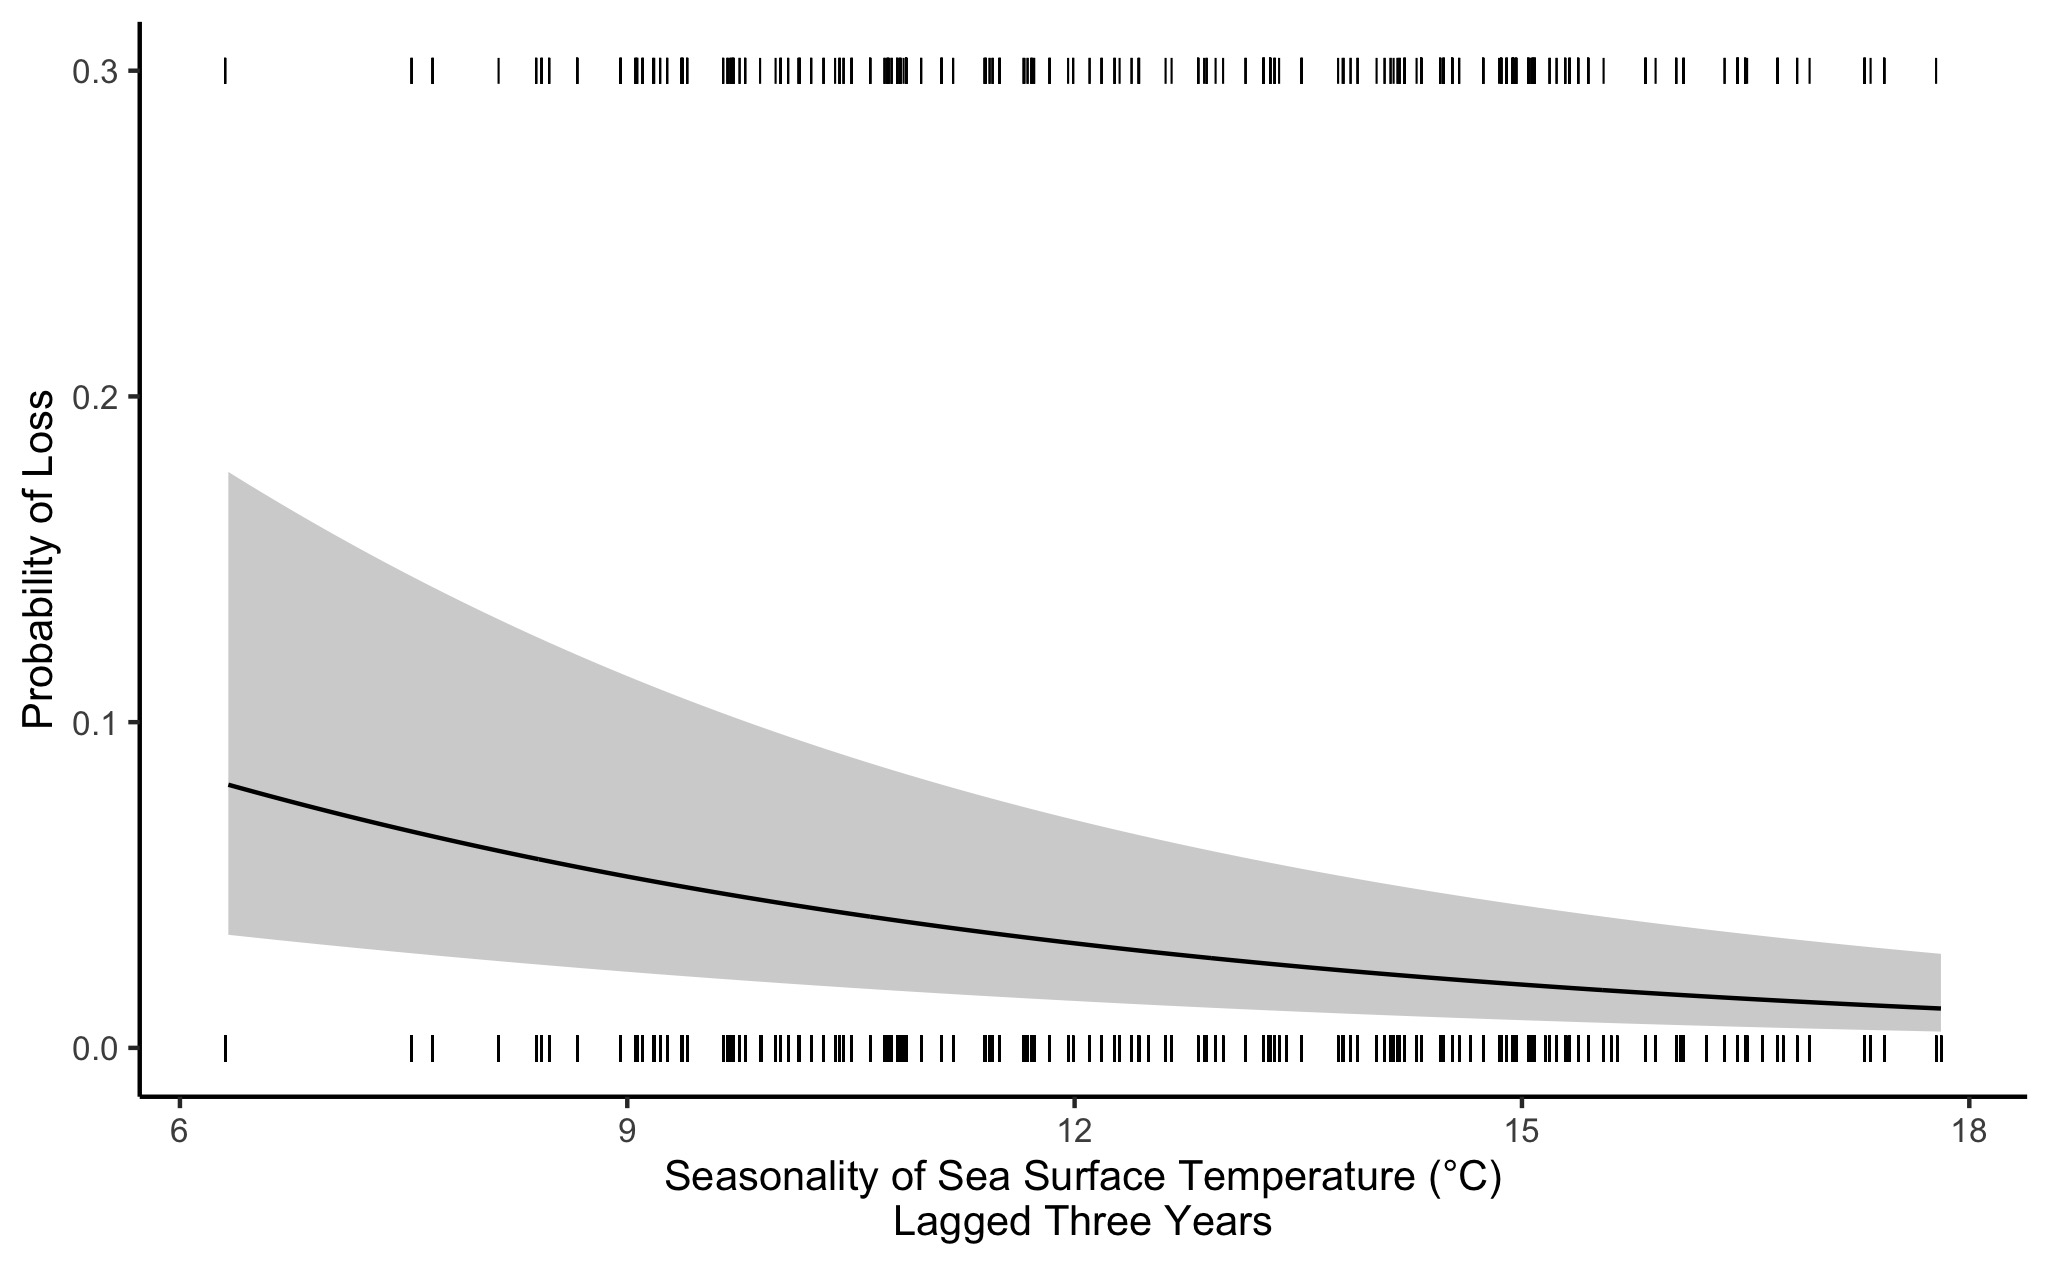 0.3
0.2
0.1
0.0
Probability of Loss
6 9 12 15 18
Seasonality of Sea Surface Temperature (°C)
Lagged Three Years